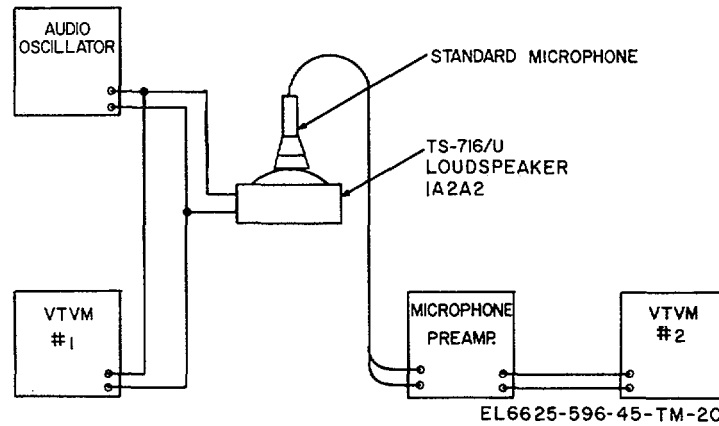 AUDIO
OSCILLATOR
STANDARD MICROPHONE
TS-716/U
LOUDSPEAKER
1A2A2
VTVM
#1
MICROPHONE
PREAMP.
VTVM
#2
EL6625-596-45-TM-20